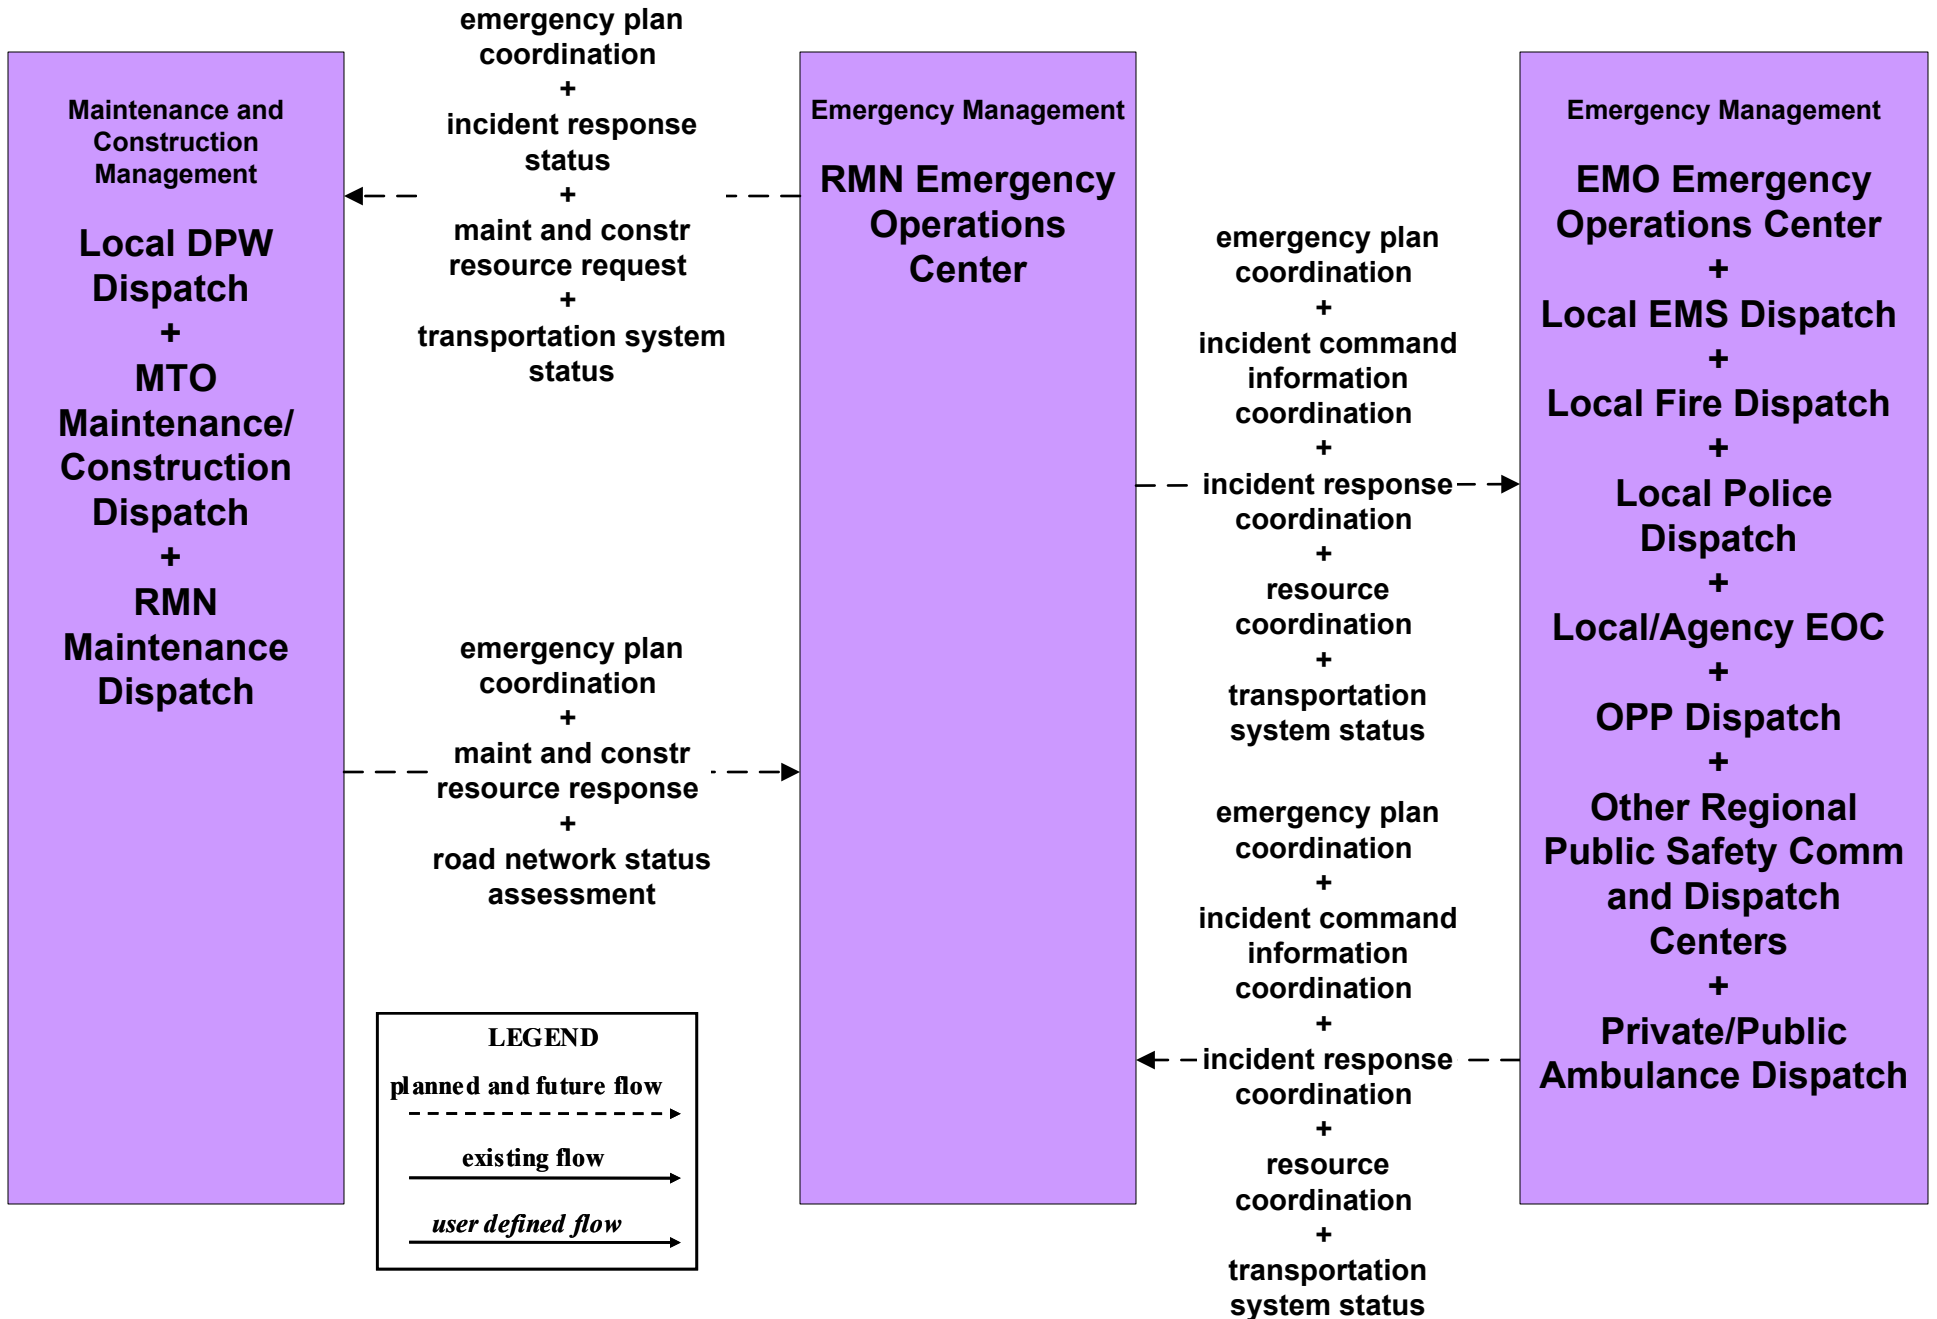 Maintenance and
Construction
Management
Local DPW
Dispatch
+
MTO
Maintenance/
Construction
Dispatch
+
RMN
Maintenance
Dispatch
emergency plan
coordination
+
incident response
status
+
maint and constr
resource request
+
transportation system
status
emergency plan
coordination
+
maint and constr
resource response
+
road network status
assessment
LEGEND
planned and future flow
existing flow
user defined flow
Emergency Management
RMN Emergency
Operations
Center
emergency plan
coordination
+
incident command
information
coordination
+
incident response
coordination
+
resource
coordination
+
transportation
system status
emergency plan
coordination
+
incident command
information
coordination
+
incident response
coordination
+
resource
coordination
+
transportation
system status
Emergency Management
EMO Emergency
Operations Center
+
Local EMS Dispatch
+
Local Fire Dispatch
+
Local Police
Dispatch
+
Local/Agency EOC
+
OPP Dispatch
+
Other Regional
Public Safety Comm
and Dispatch
Centers
+
Private/Public
Ambulance Dispatch